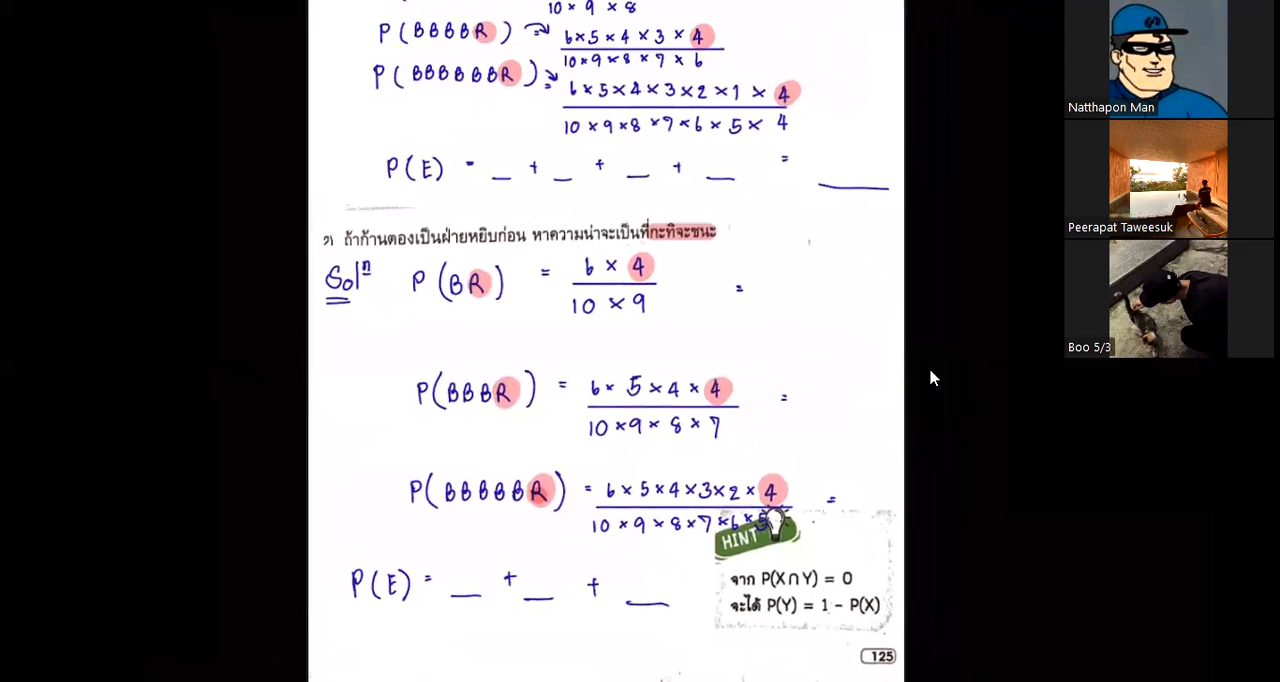 10 × 9 × 8
P(BBBBR) → 6×5×4×3×4
10×9×8×7×6
P(BBBBBBR) = 6×5×4×3×2×1×4
10×9×8×7×6×5×4
P(E) = _ + _ + _ + _ = _
ว) ถ้าก้านตองเป็นฝ่ายหยิบก่อน หาความน่าจะเป็นที่กะทิจะชนะ
Solⁿ P(BR) = 6 × 4 =
10 × 9
P(BBBR) = 6 × 5 × 4 × 4 =
10 × 9 × 8 × 7
P(BBBBBR) = 6 × 5 × 4 × 3 × 2 × 4 =
10 × 9 × 8 × 7 × 6 × 5
P(E) = _ + _ + _
HINT
จาก P(X∩Y) = 0
จะได้ P(Y) = 1 - P(X)
125
Natthapon Man
Peerapat Taweesuk
Boo 5/3